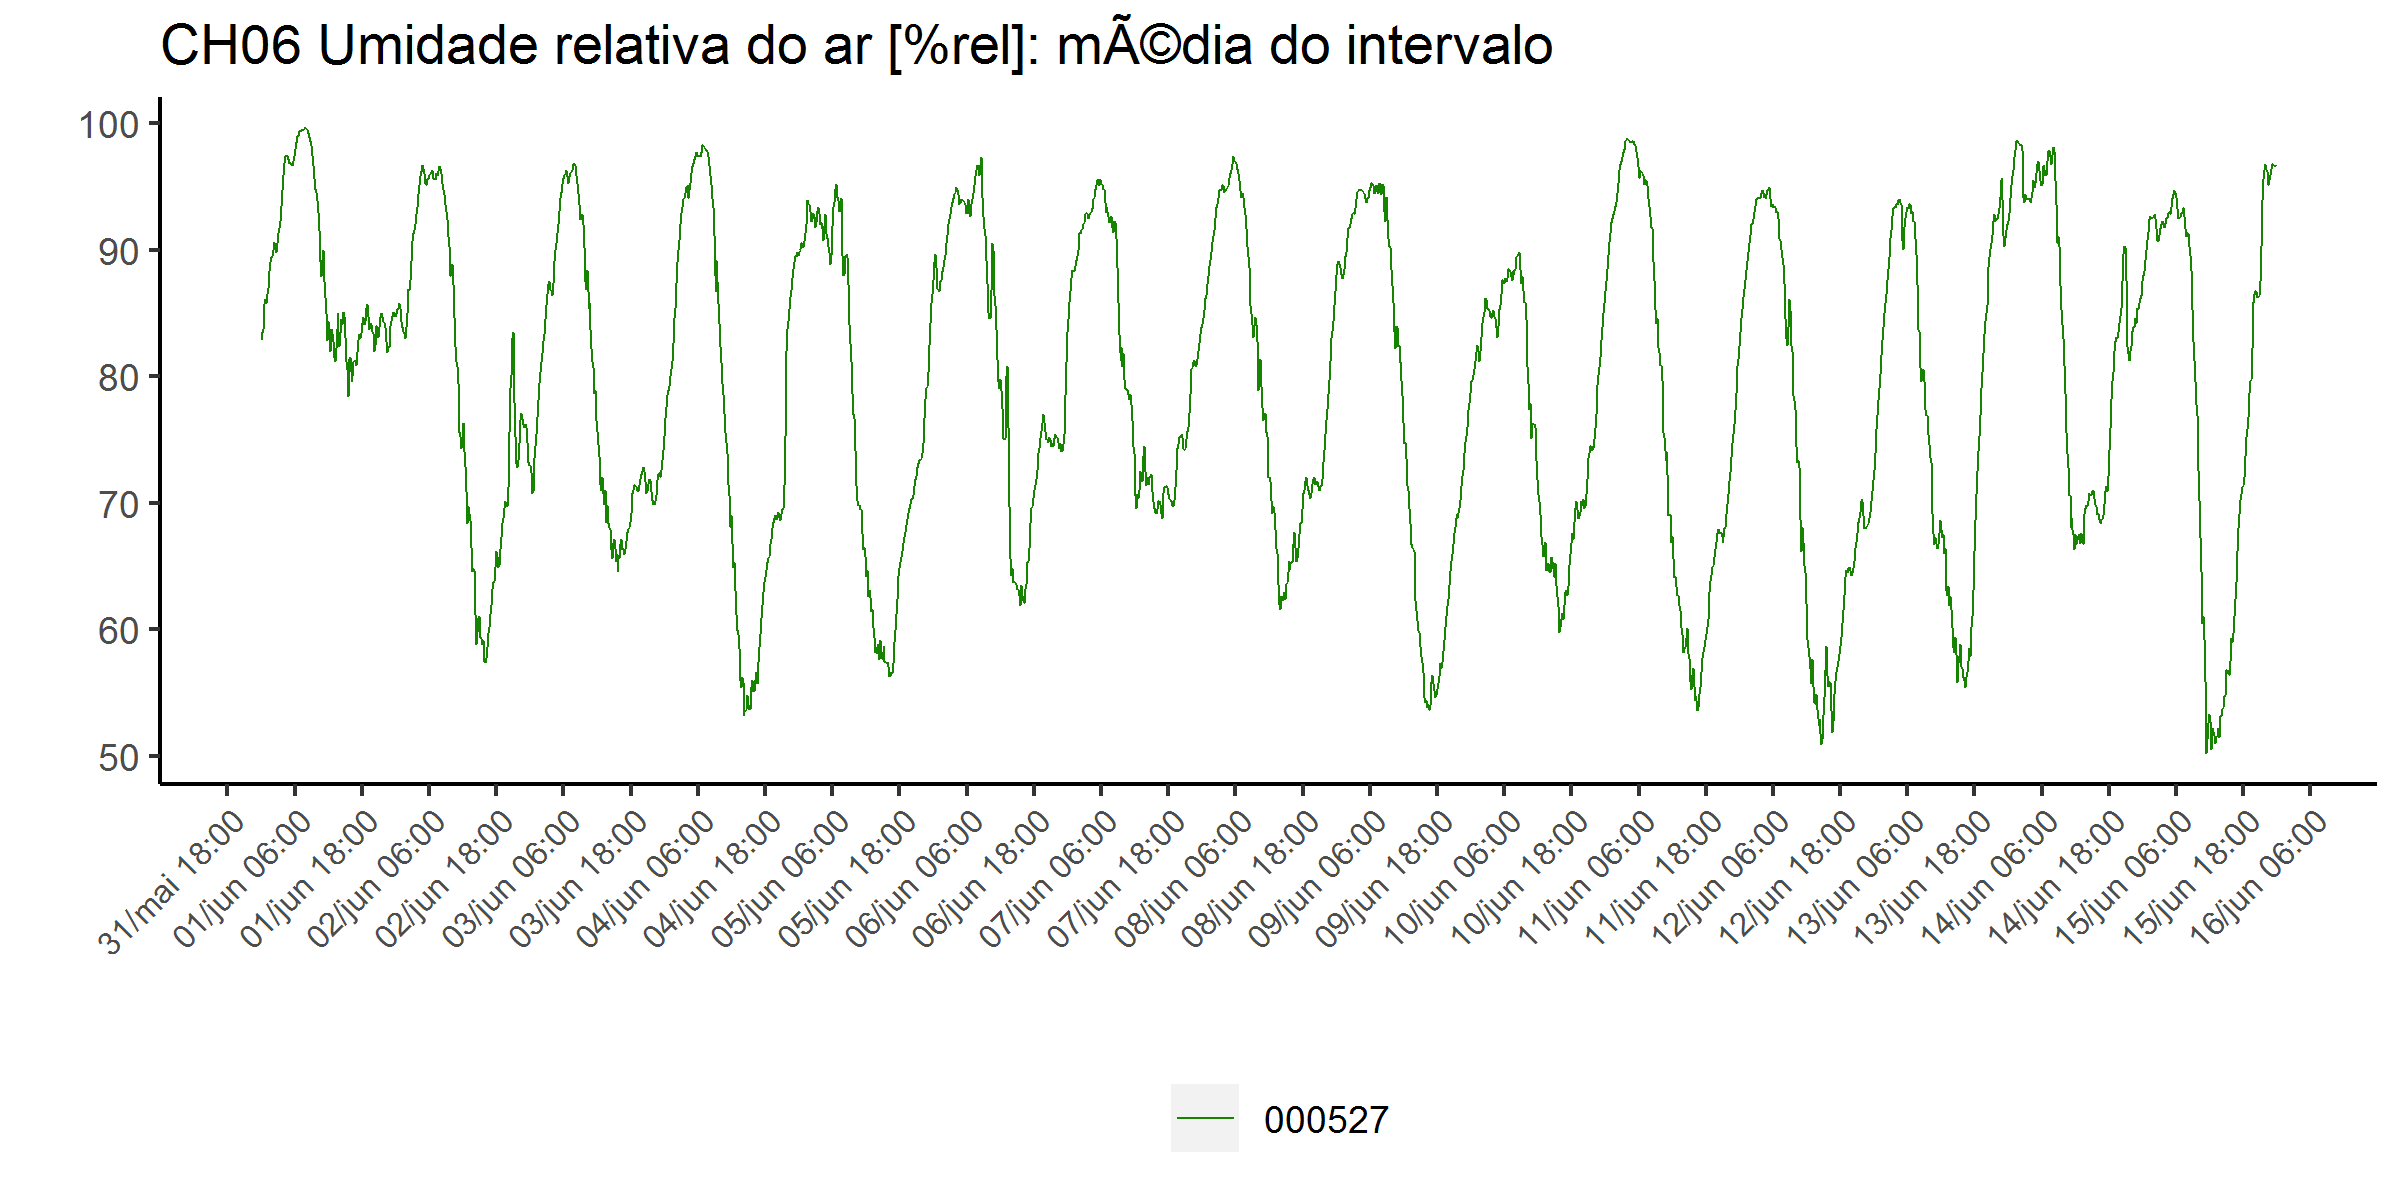 CH06 Umidade relativa do ar [%rel]: mÃ©dia do intervalo
100
90
80
70
60
50
31/mai 18:00
01/jun 06:00
01/jun 18:00
02/jun 06:00
02/jun 18:00
03/jun 06:00
03/jun 18:00
04/jun 06:00
04/jun 18:00
05/jun 06:00
05/jun 18:00
06/jun 06:00
06/jun 18:00
07/jun 06:00
07/jun 18:00
08/jun 06:00
08/jun 18:00
09/jun 06:00
09/jun 18:00
10/jun 06:00
10/jun 18:00
11/jun 06:00
11/jun 18:00
12/jun 06:00
12/jun 18:00
13/jun 06:00
13/jun 18:00
14/jun 06:00
14/jun 18:00
15/jun 06:00
15/jun 18:00
16/jun 06:00
000527